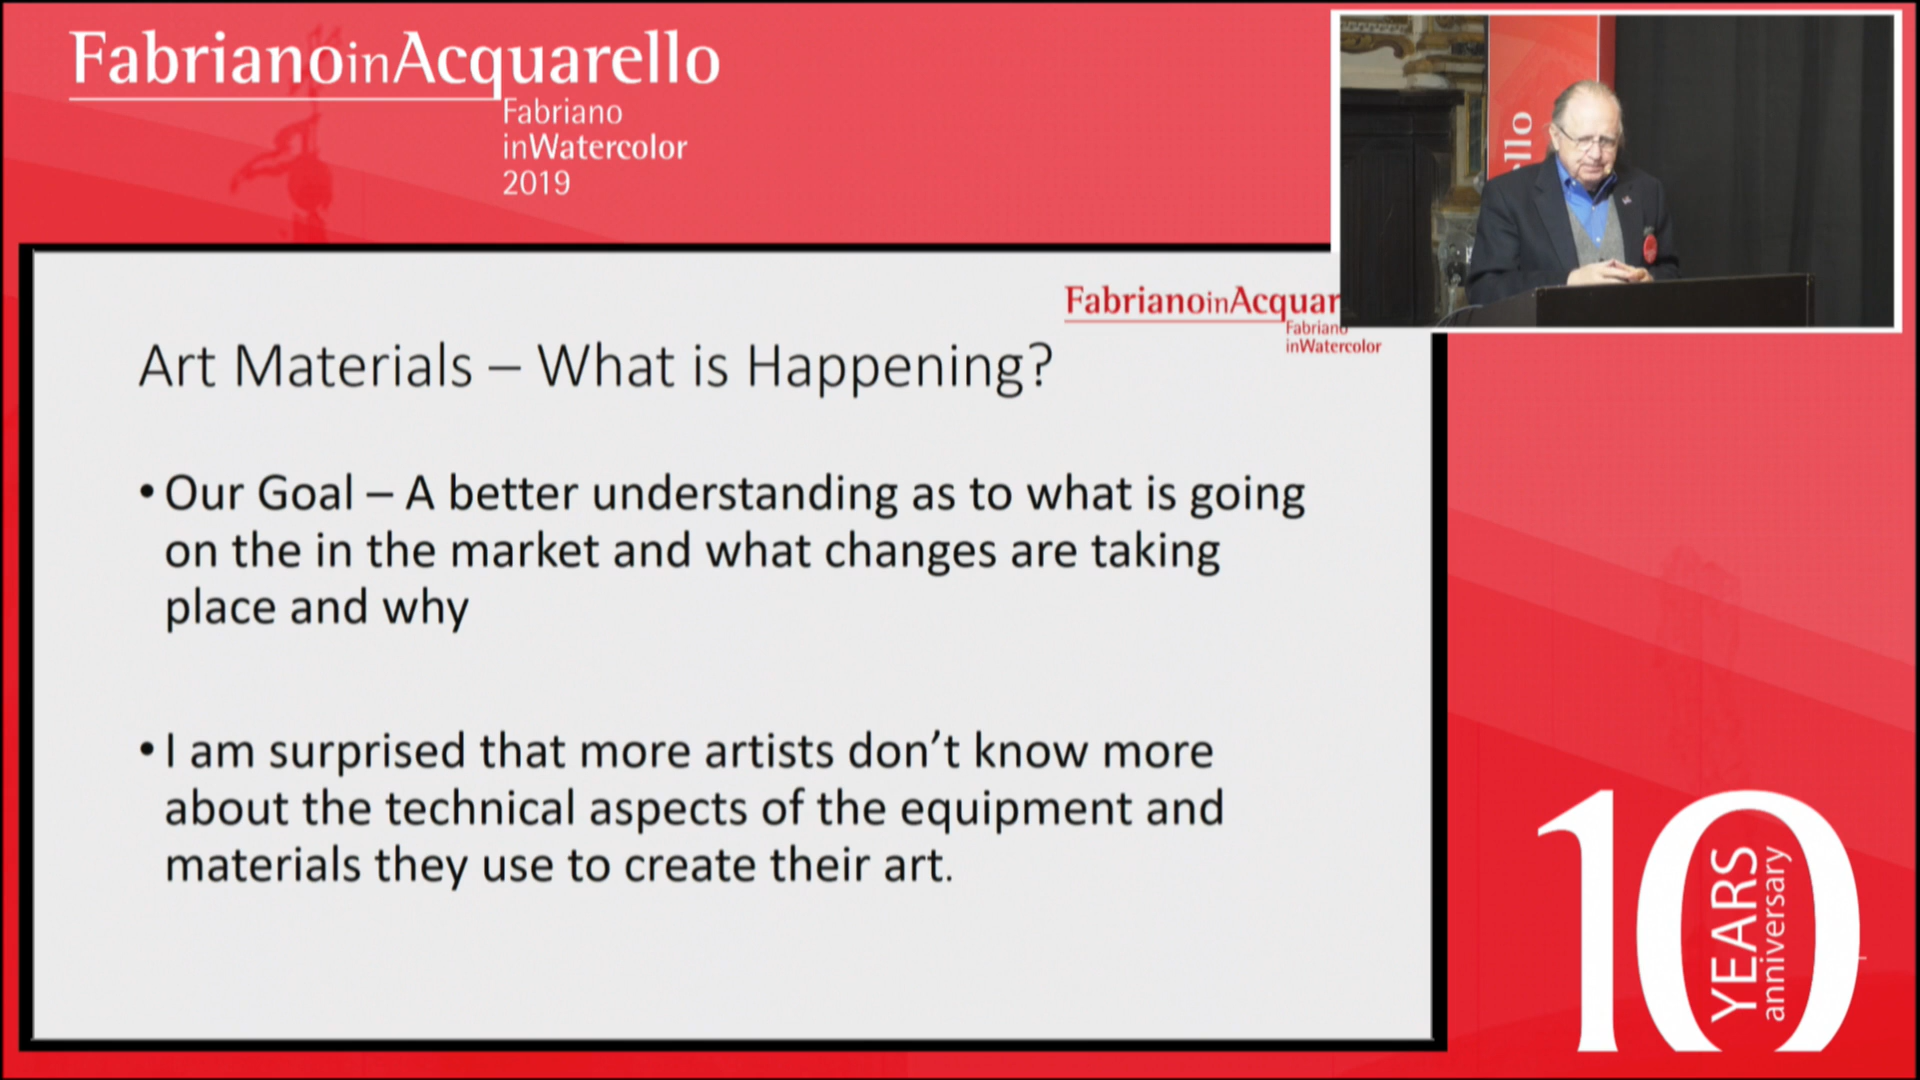 FabrianoinAcquarello
Fabriano
inWatercolor
2019
llo
FabrianoinAcquar
Fabriano
inWatercolor
Art Materials – What is Happening?
• Our Goal – A better understanding as to what is going
on the in the market and what changes are taking
place and why
• I am surprised that more artists don’t know more
about the technical aspects of the equipment and
materials they use to create their art.
10
YEARS
anniversary